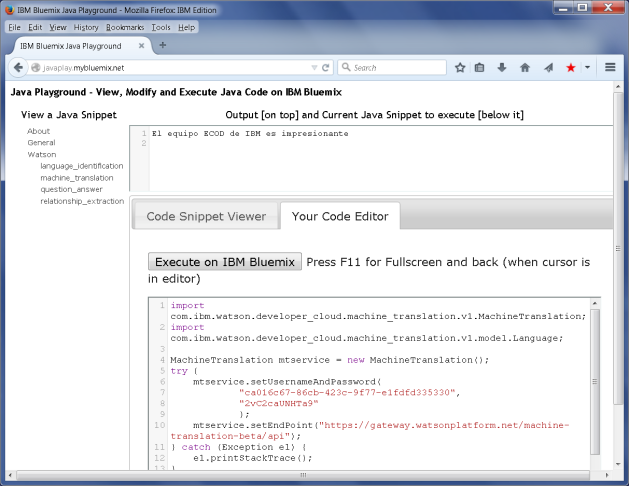 IBM Bluemix Java Playground - Mozilla Firefox: IBM Edition
File Edit View History Bookmarks Tools Help
IBM Bluemix Java Playground
javaplay.mybluemix.net
Search
Java Playground - View, Modify and Execute Java Code on IBM Bluemix
View a Java Snippet
Output [on top] and Current Java Snippet to execute [below it]
About
General
Watson
language_identification
machine_translation
question_answer
relationship_extraction
1 El equipo ECOD de IBM es impresionante
2
Code Snippet Viewer
Your Code Editor
Execute on IBM Bluemix Press F11 for Fullscreen and back (when cursor is
in editor)
1 import
com.ibm.watson.developer_cloud.machine_translation.v1.MachineTranslation;
2 import
com.ibm.watson.developer_cloud.machine_translation.v1.model.Language;
3
4 MachineTranslation mtservice = new MachineTranslation();
5 try {
6 mtservice.setUsernameAndPassword(
7 "ca016c67-86cb-423c-9f77-e1fdfd335330",
8 "2vC2caUNHTa9"
9 );
10 mtservice.setEndPoint("https://gateway.watsonplatform.net/machine-
translation-beta/api");
11 } catch (Exception e1) {
12 e1.printStackTrace();
13 }